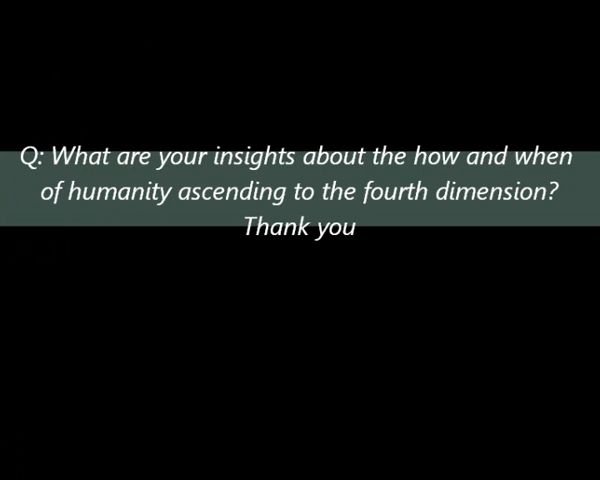 Q: What are your insights about the how and when
of humanity ascending to the fourth dimension?
Thank you